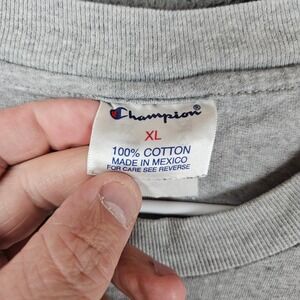 Champion®
XL
100% COTTON
MADE IN MEXICO
FOR CARE SEE REVERSE